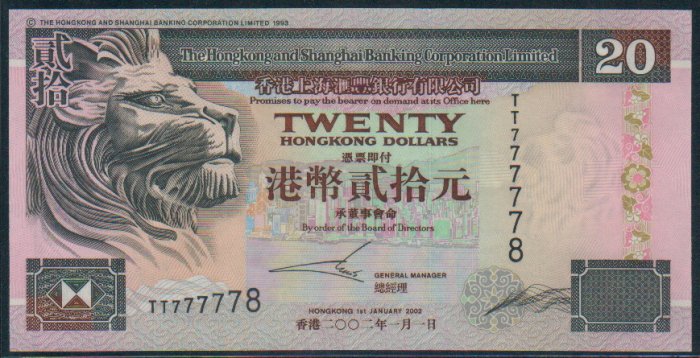 © THE HONGKONG AND SHANGHAI BANKING CORPORATION LIMITED 1993
貳拾
The Hongkong and Shanghai Banking Corporation Limited
20
香港上海滙豐銀行有限公司
Promises to pay the bearer on demand at its Office here
TWENTY
HONGKONG DOLLARS
憑票即付
港幣貳拾元
承董事會命
By order of the Board of Directors
TT777778
GENERAL MANAGER
總經理
TT777778
HONGKONG 1st JANUARY 2002
香港二〇〇二年一月一日